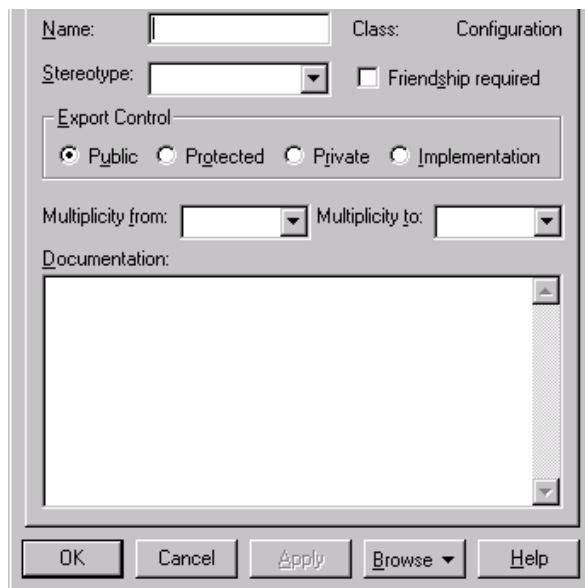 Name: Class: Configuration
Stereotype: Friendship required
Export Control
Public Protected Private Implementation
Multiplicity from: Multiplicity to:
Documentation:
OK Cancel Apply Browse Help